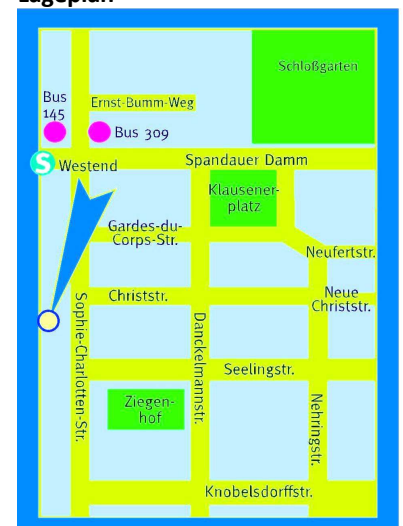 Lageplan
Schloßgarten
Bus
145
Ernst-Bumm-Weg
Bus 309
S
Westend
Spandauer Damm
Klausener-
platz
Gardes-du-
Corps-Str.
Neufertstr.
Christstr.
Neue
Christstr.
Sophie-Charlotten-Str.
Danckelmannstr.
Seelingstr.
Ziegen-
hof
Nehringstr.
Knobelsdorffstr.